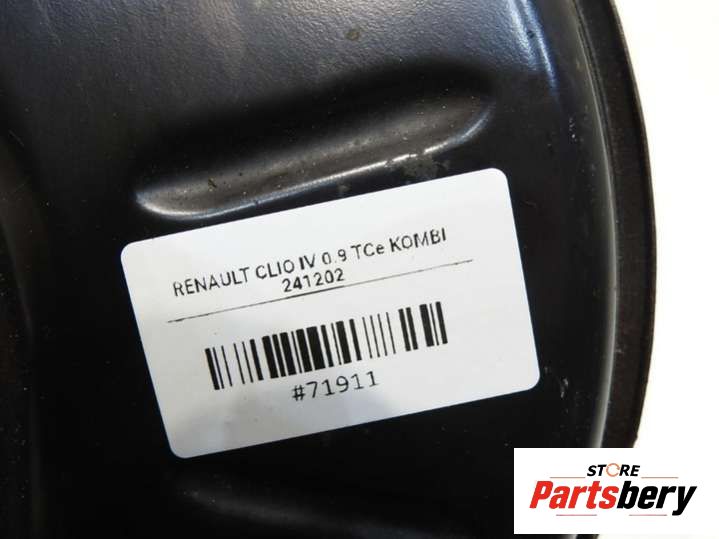 RENAULT CLIO IV 0.9 TCe KOMBI
241202
#71911
STORE
Partsbery